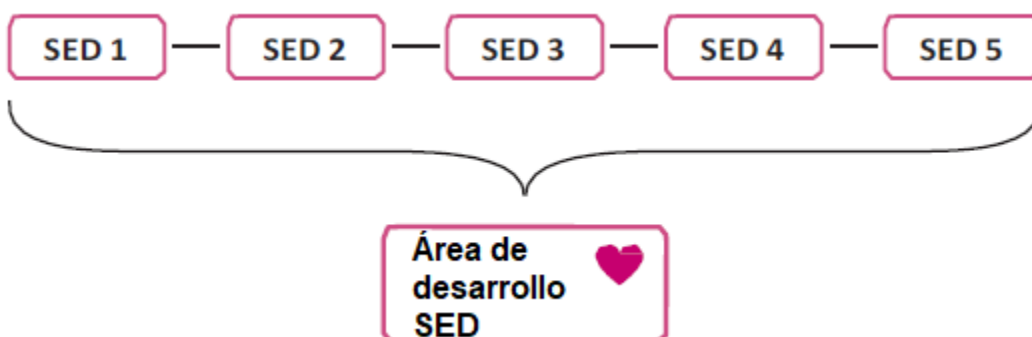 SED 1 SED 2 SED 3 SED 4 SED 5
Área de
desarrollo
SED